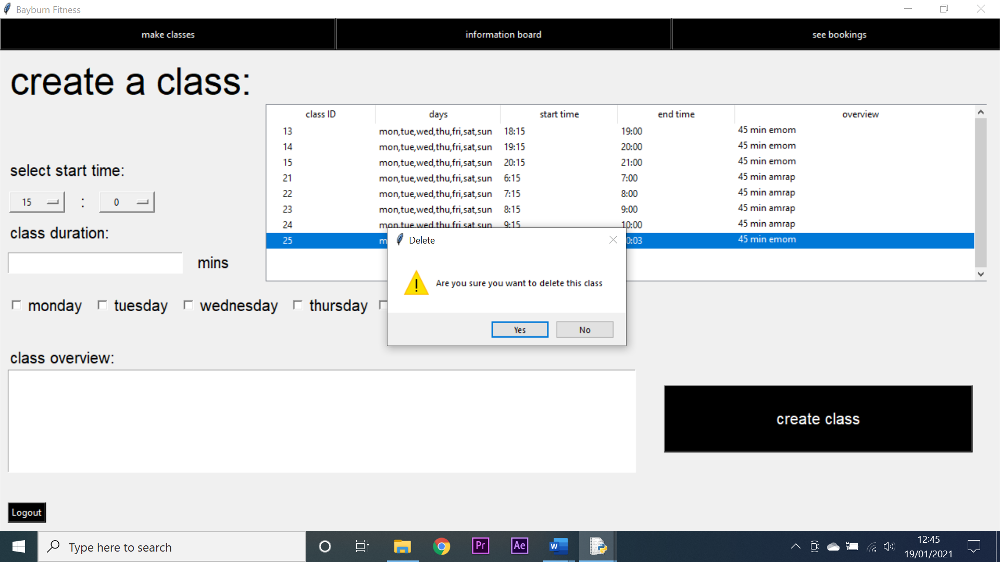 Bayburn Fitness
make classes information board see bookings
create a class:
class ID days start time end time overview
13 mon,tue,wed,thu,fri,sat,sun 18:15 19:00 45 min emom
14 mon,tue,wed,thu,fri,sat,sun 19:15 20:00 45 min emom
15 mon,tue,wed,thu,fri,sat,sun 20:15 21:00 45 min emom
21 mon,tue,wed,thu,fri,sat,sun 6:15 7:00 45 min amrap
22 mon,tue,wed,thu,fri,sat,sun 7:15 8:00 45 min amrap
23 mon,tue,wed,thu,fri,sat,sun 8:15 9:00 45 min amrap
24 mon,tue,wed,thu,fri,sat,sun 9:15 10:00 45 min amrap
25 m 0:03 45 min emom
select start time:
15 : 0
class duration:
mins
Delete
Are you sure you want to delete this class
Yes No
monday tuesday wednesday thursday
class overview:
create class
Logout
Type here to search
Pr Ae W
12:45
19/01/2021